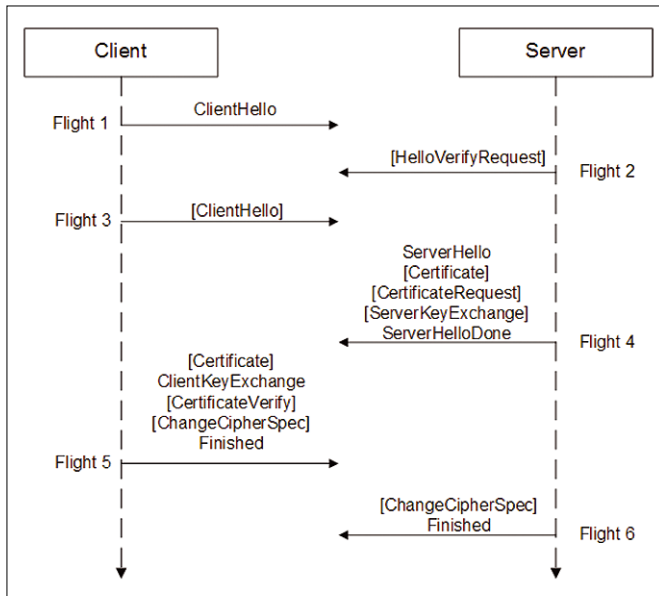 Client
Server
ClientHello
Flight 1
[HelloVerifyRequest]
Flight 2
[ClientHello]
Flight 3
ServerHello
[Certificate]
[CertificateRequest]
[ServerKeyExchange]
ServerHelloDone
Flight 4
[Certificate]
ClientKeyExchange
[CertificateVerify]
[ChangeCipherSpec]
Finished
Flight 5
[ChangeCipherSpec]
Finished
Flight 6